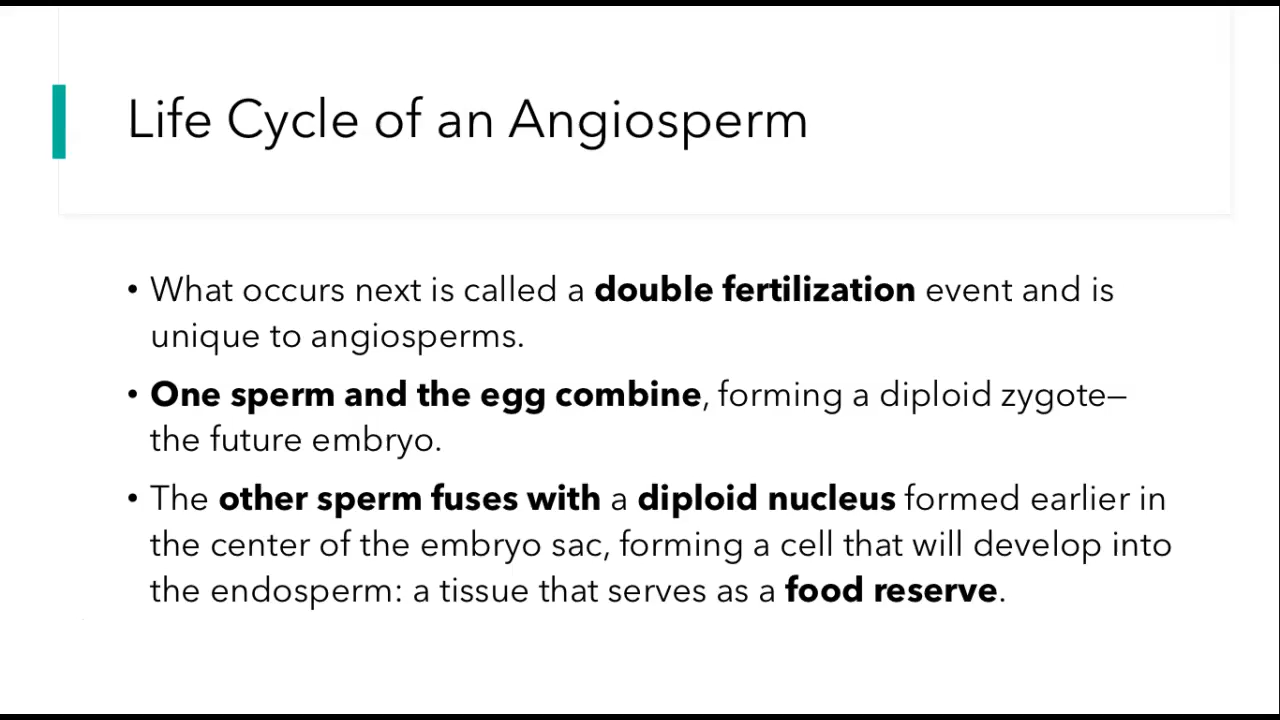 Life Cycle of an Angiosperm
• What occurs next is called a double fertilization event and is
unique to angiosperms.
• One sperm and the egg combine, forming a diploid zygote—
the future embryo.
• The other sperm fuses with a diploid nucleus formed earlier in
the center of the embryo sac, forming a cell that will develop into
the endosperm: a tissue that serves as a food reserve.